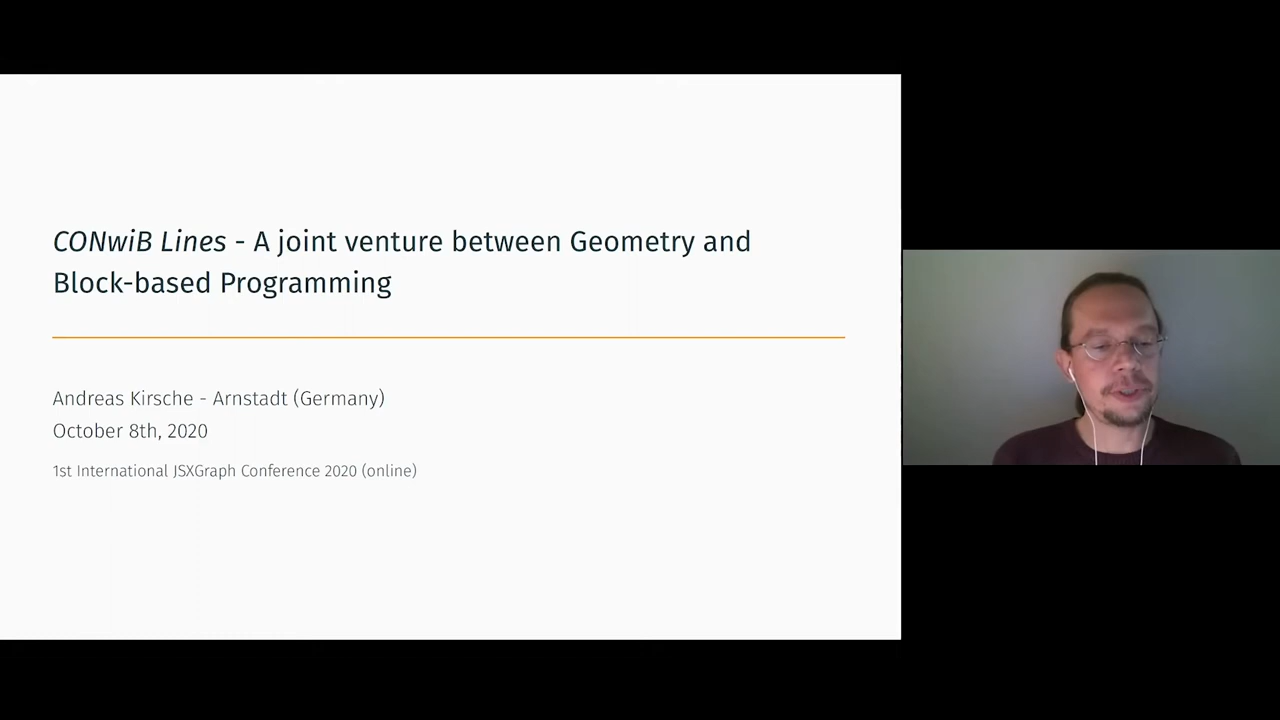 CONwiB Lines - A joint venture between Geometry and
Block-based Programming
Andreas Kirsche - Arnstadt (Germany)
October 8th, 2020
1st International JSXGraph Conference 2020 (online)